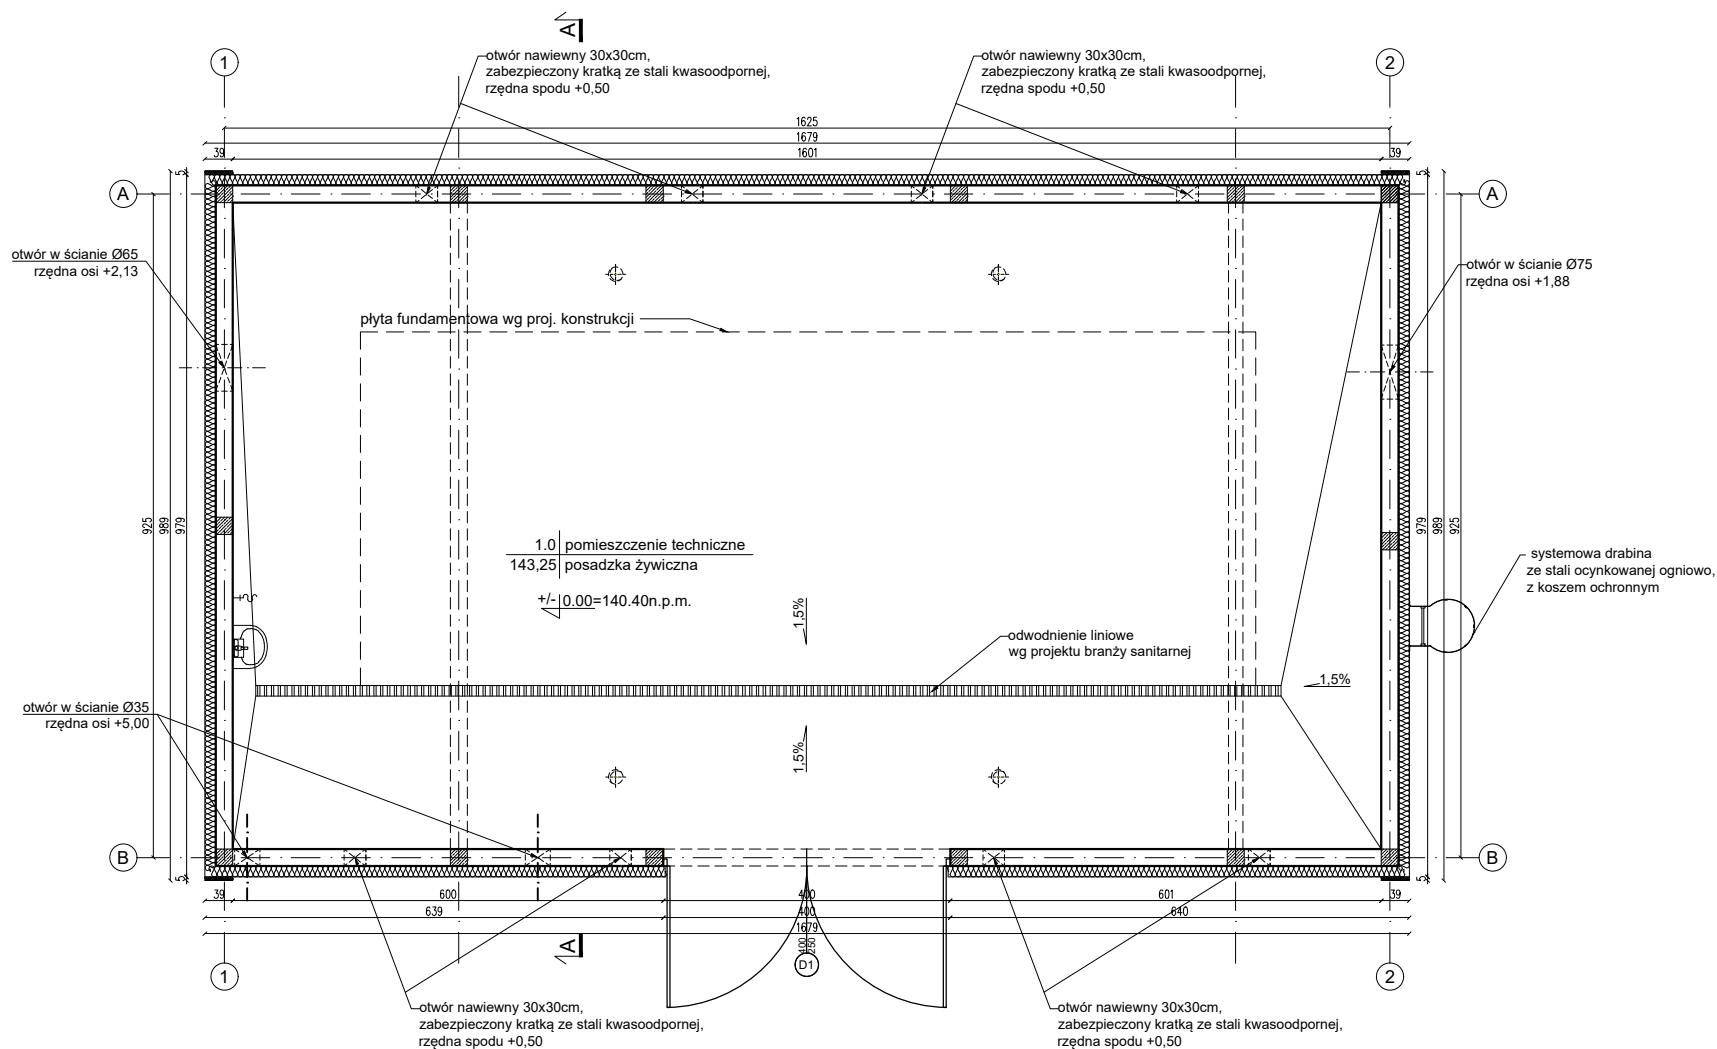 A
1
otwór nawiewny 30x30cm,
zabezpieczony kratką ze stali kwasoodpornej,
rzędna spodu +0,50
otwór nawiewny 30x30cm,
zabezpieczony kratką ze stali kwasoodpornej,
rzędna spodu +0,50
2
1625
1679
39
1601
39
5
5
A
A
otwór w ścianie Ø65
rzędna osi +2,13
otwór w ścianie Ø75
rzędna osi +1,88
płyta fundamentowa wg proj. konstrukcji
925
989
979
979
989
925
1.0 pomieszczenie techniczne
143,25 posadzka żywiczna
+/- 0.00=140.40n.p.m.
1,5%
systemowa drabina
ze stali ocynkowanej ogniowo,
z koszem ochronnym
odwodnienie liniowe
wg projektu branży sanitarnej
1,5%
otwór w ścianie Ø35
rzędna osi +5,00
1,5%
B
B
5
5
39
600
400
601
39
639
400
640
1679
A
400
250
D1
1
2
otwór nawiewny 30x30cm,
zabezpieczony kratką ze stali kwasoodpornej,
rzędna spodu +0,50
otwór nawiewny 30x30cm,
zabezpieczony kratką ze stali kwasoodpornej,
rzędna spodu +0,50